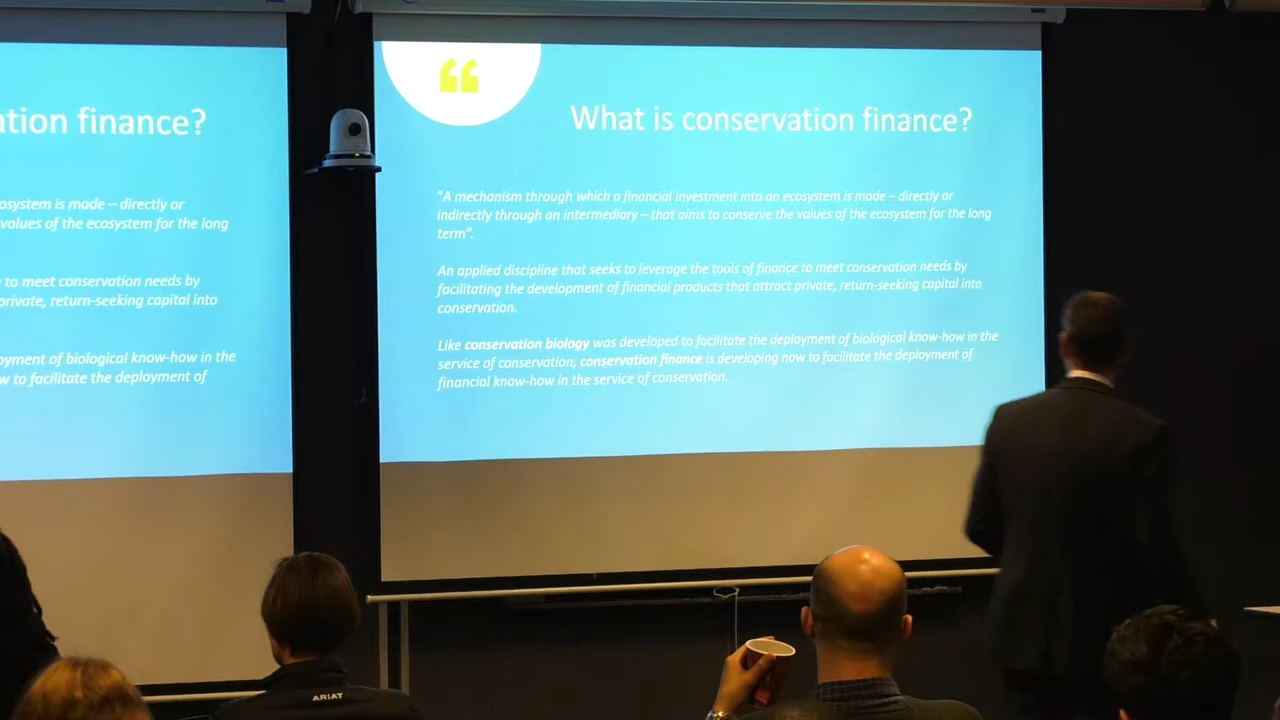 ation finance?
osystem is made – directly or
values of the ecosystem for the long
to meet conservation needs by
private, return-seeking capital into
oyment of biological know-how in the
w to facilitate the deployment of
“
What is conservation finance?
“A mechanism through which a financial investment into an ecosystem is made – directly or
indirectly through an intermediary – that aims to conserve the values of the ecosystem for the long
term”.
An applied discipline that seeks to leverage the tools of finance to meet conservation needs by
facilitating the development of financial products that attract private, return-seeking capital into
conservation.
Like conservation biology was developed to facilitate the deployment of biological know-how in the
service of conservation, conservation finance is developing now to facilitate the deployment of
financial know-how in the service of conservation.
ARIAT